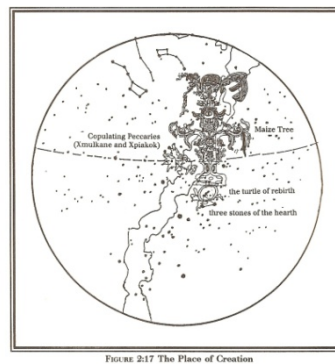 Copulating Peccaries
(Xmulkane and Xpiakok)
Maize Tree
the turtle of rebirth
three stones of the hearth
FIGURE 2:17 The Place of Creation